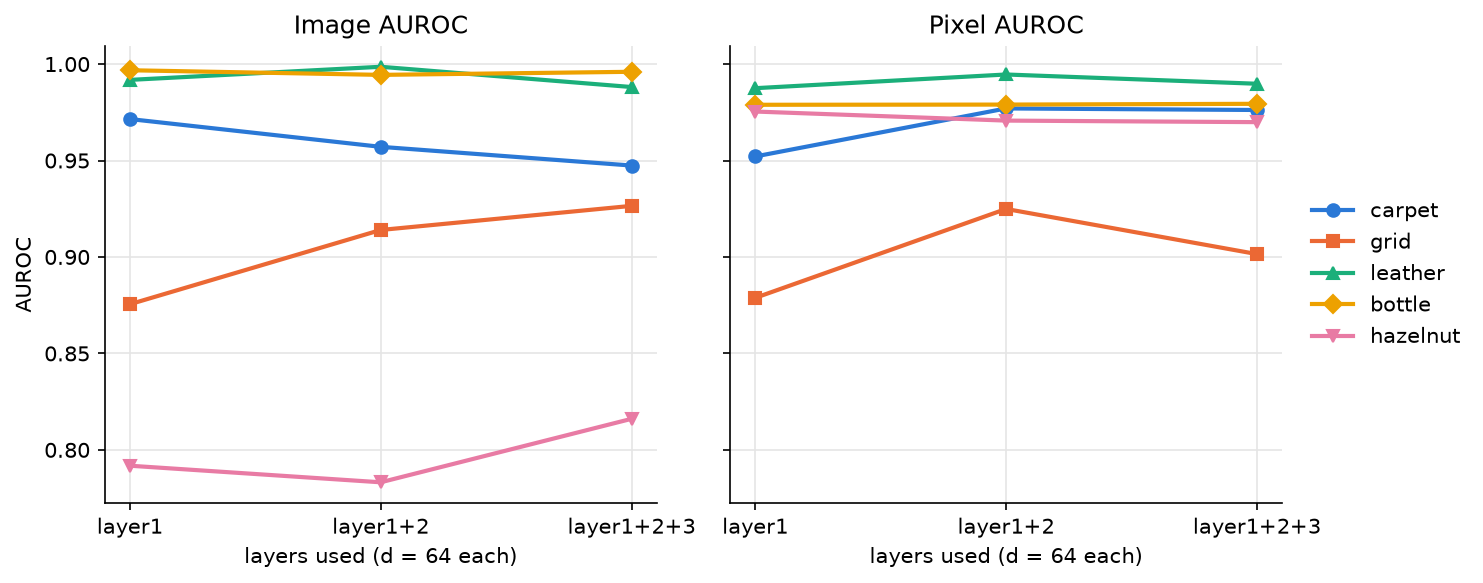 Image AUROC
Pixel AUROC
AUROC
1.00
0.95
0.90
0.85
0.80
layer1
layer1+2
layer1+2+3
layers used (d = 64 each)
layer1
layer1+2
layer1+2+3
layers used (d = 64 each)
carpet
grid
leather
bottle
hazelnut